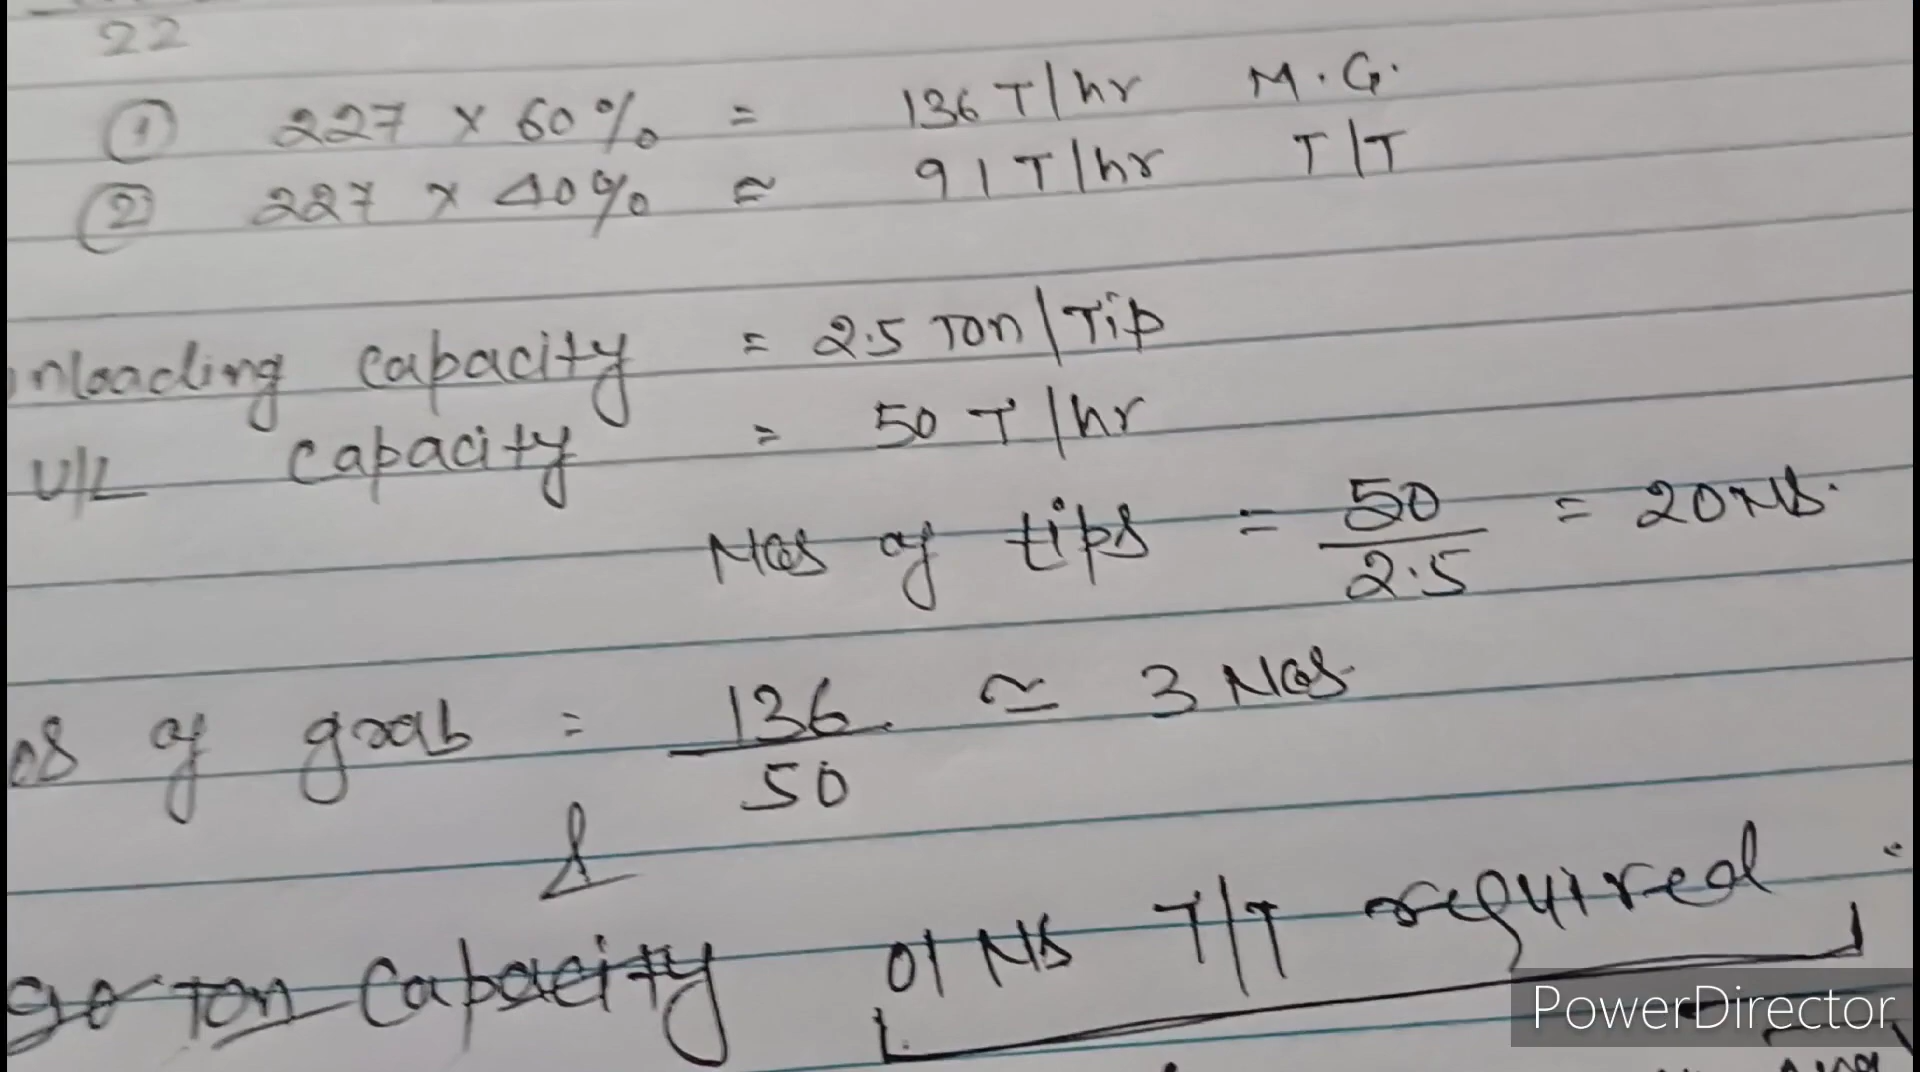 22
① 227 x 60% = 136 T/hr M.G.
② 227 x 40% ≃ 91 T/hr T/T
nloading capacity = 2.5 Ton/Tip
U/L capacity = 50 T/hr
Nos of tips = 50/2.5 = 20 Nos.
os of grab = 136/50 ≃ 3 Nos.
&
90 Ton capacity 01 Nos T/T required.
PowerDirector